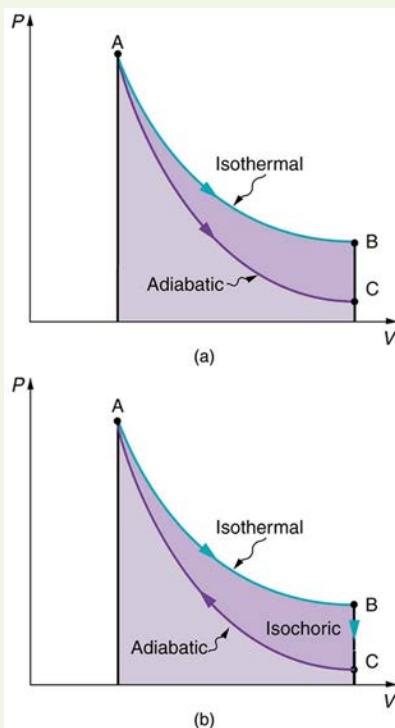 P
A
Isothermal
B
Adiabatic
C
V
(a)
P
A
Isothermal
B
Isochoric
Adiabatic
C
V
(b)